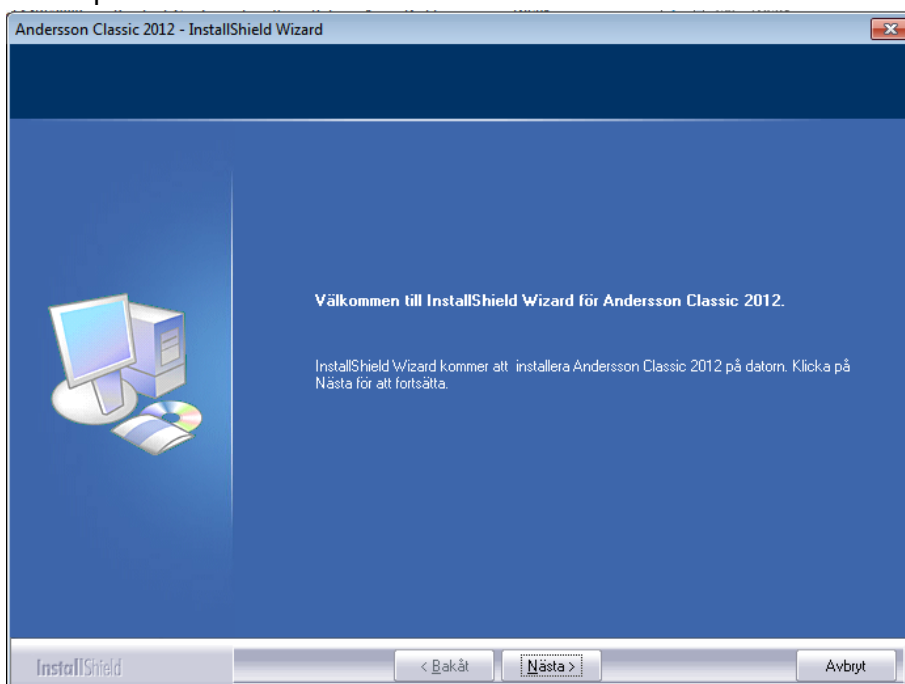 Andersson Classic 2012 - InstallShield Wizard
Välkommen till InstallShield Wizard för Andersson Classic 2012.
InstallShield Wizard kommer att installera Andersson Classic 2012 på datorn. Klicka på
Nästa för att fortsätta.
InstallShield
< Bakåt
Nästa >
Avbryt